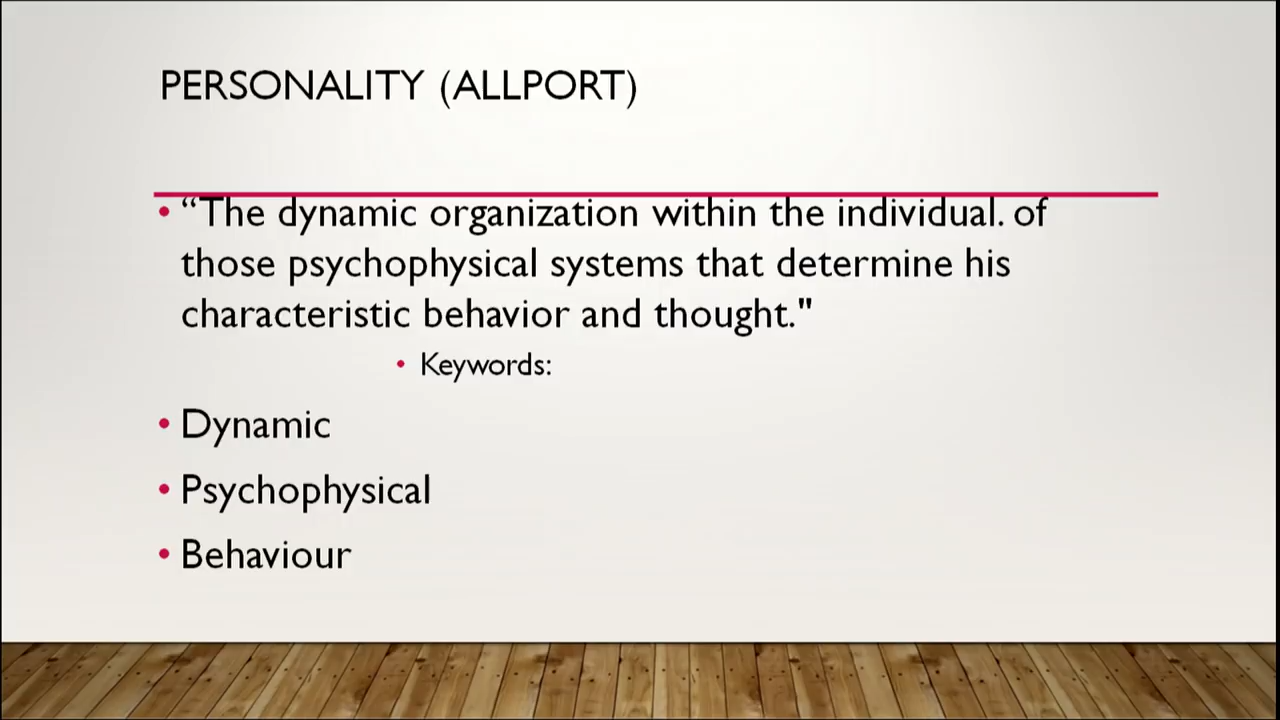 PERSONALITY (ALLPORT)
• “The dynamic organization within the individual. of
those psychophysical systems that determine his
characteristic behavior and thought."
• Keywords:
• Dynamic
• Psychophysical
• Behaviour